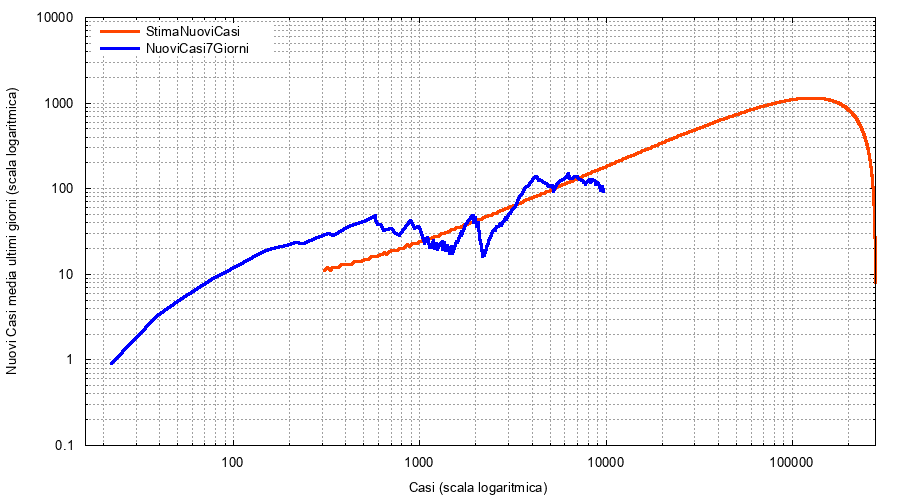 10000
1000
100
10
1
0.1
StimaNuoviCasi
NuoviCasi7Giorni
Nuovi Casi media ultimi giorni (scala logaritmica)
100
1000
10000
100000
Casi (scala logaritmica)